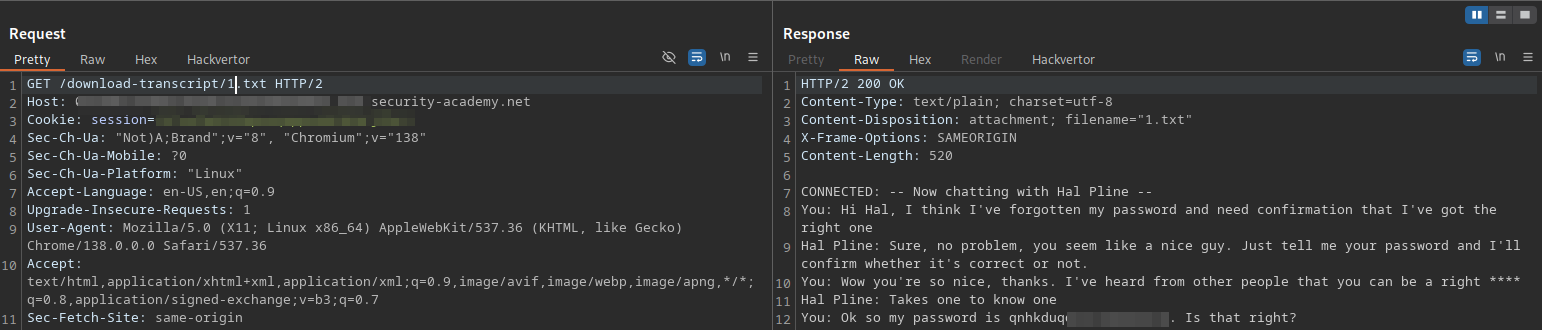 Request
Pretty Raw Hex Hackvertor \n
1 GET /download-transcript/1.txt HTTP/2
2 Host: security-academy.net
3 Cookie: session=
4 Sec-Ch-Ua: "Not)A;Brand";v="8", "Chromium";v="138"
5 Sec-Ch-Ua-Mobile: ?0
6 Sec-Ch-Ua-Platform: "Linux"
7 Accept-Language: en-US,en;q=0.9
8 Upgrade-Insecure-Requests: 1
9 User-Agent: Mozilla/5.0 (X11; Linux x86_64) AppleWebKit/537.36 (KHTML, like Gecko)
Chrome/138.0.0.0 Safari/537.36
10 Accept:
text/html,application/xhtml+xml,application/xml;q=0.9,image/avif,image/webp,image/apng,*/*;
q=0.8,application/signed-exchange;v=b3;q=0.7
11 Sec-Fetch-Site: same-origin
Response
Pretty Raw Hex Render Hackvertor \n
1 HTTP/2 200 OK
2 Content-Type: text/plain; charset=utf-8
3 Content-Disposition: attachment; filename="1.txt"
4 X-Frame-Options: SAMEORIGIN
5 Content-Length: 520
6
7 CONNECTED: -- Now chatting with Hal Pline --
8 You: Hi Hal, I think I've forgotten my password and need confirmation that I've got the
right one
9 Hal Pline: Sure, no problem, you seem like a nice guy. Just tell me your password and I'll
confirm whether it's correct or not.
10 You: Wow you're so nice, thanks. I've heard from other people that you can be a right ****
11 Hal Pline: Takes one to know one
12 You: Ok so my password is qnhkduq. Is that right?